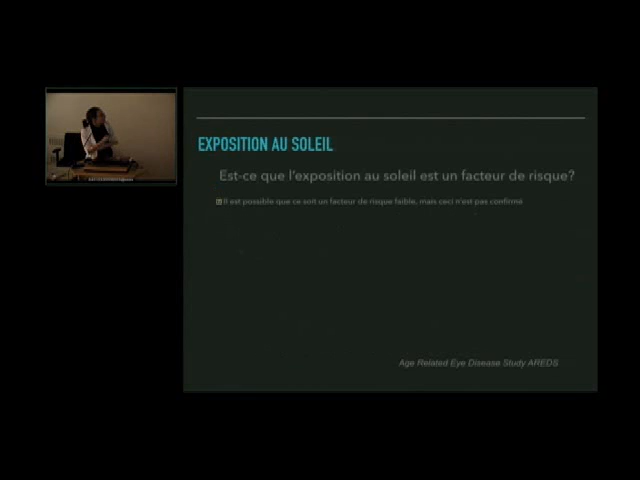 EXPOSITION AU SOLEIL
Est-ce que l'exposition au soleil est un facteur de risque?
Il est possible que ce soit un facteur de risque faible, mais ceci n'est pas confirmé
Age Related Eye Disease Study AREDS